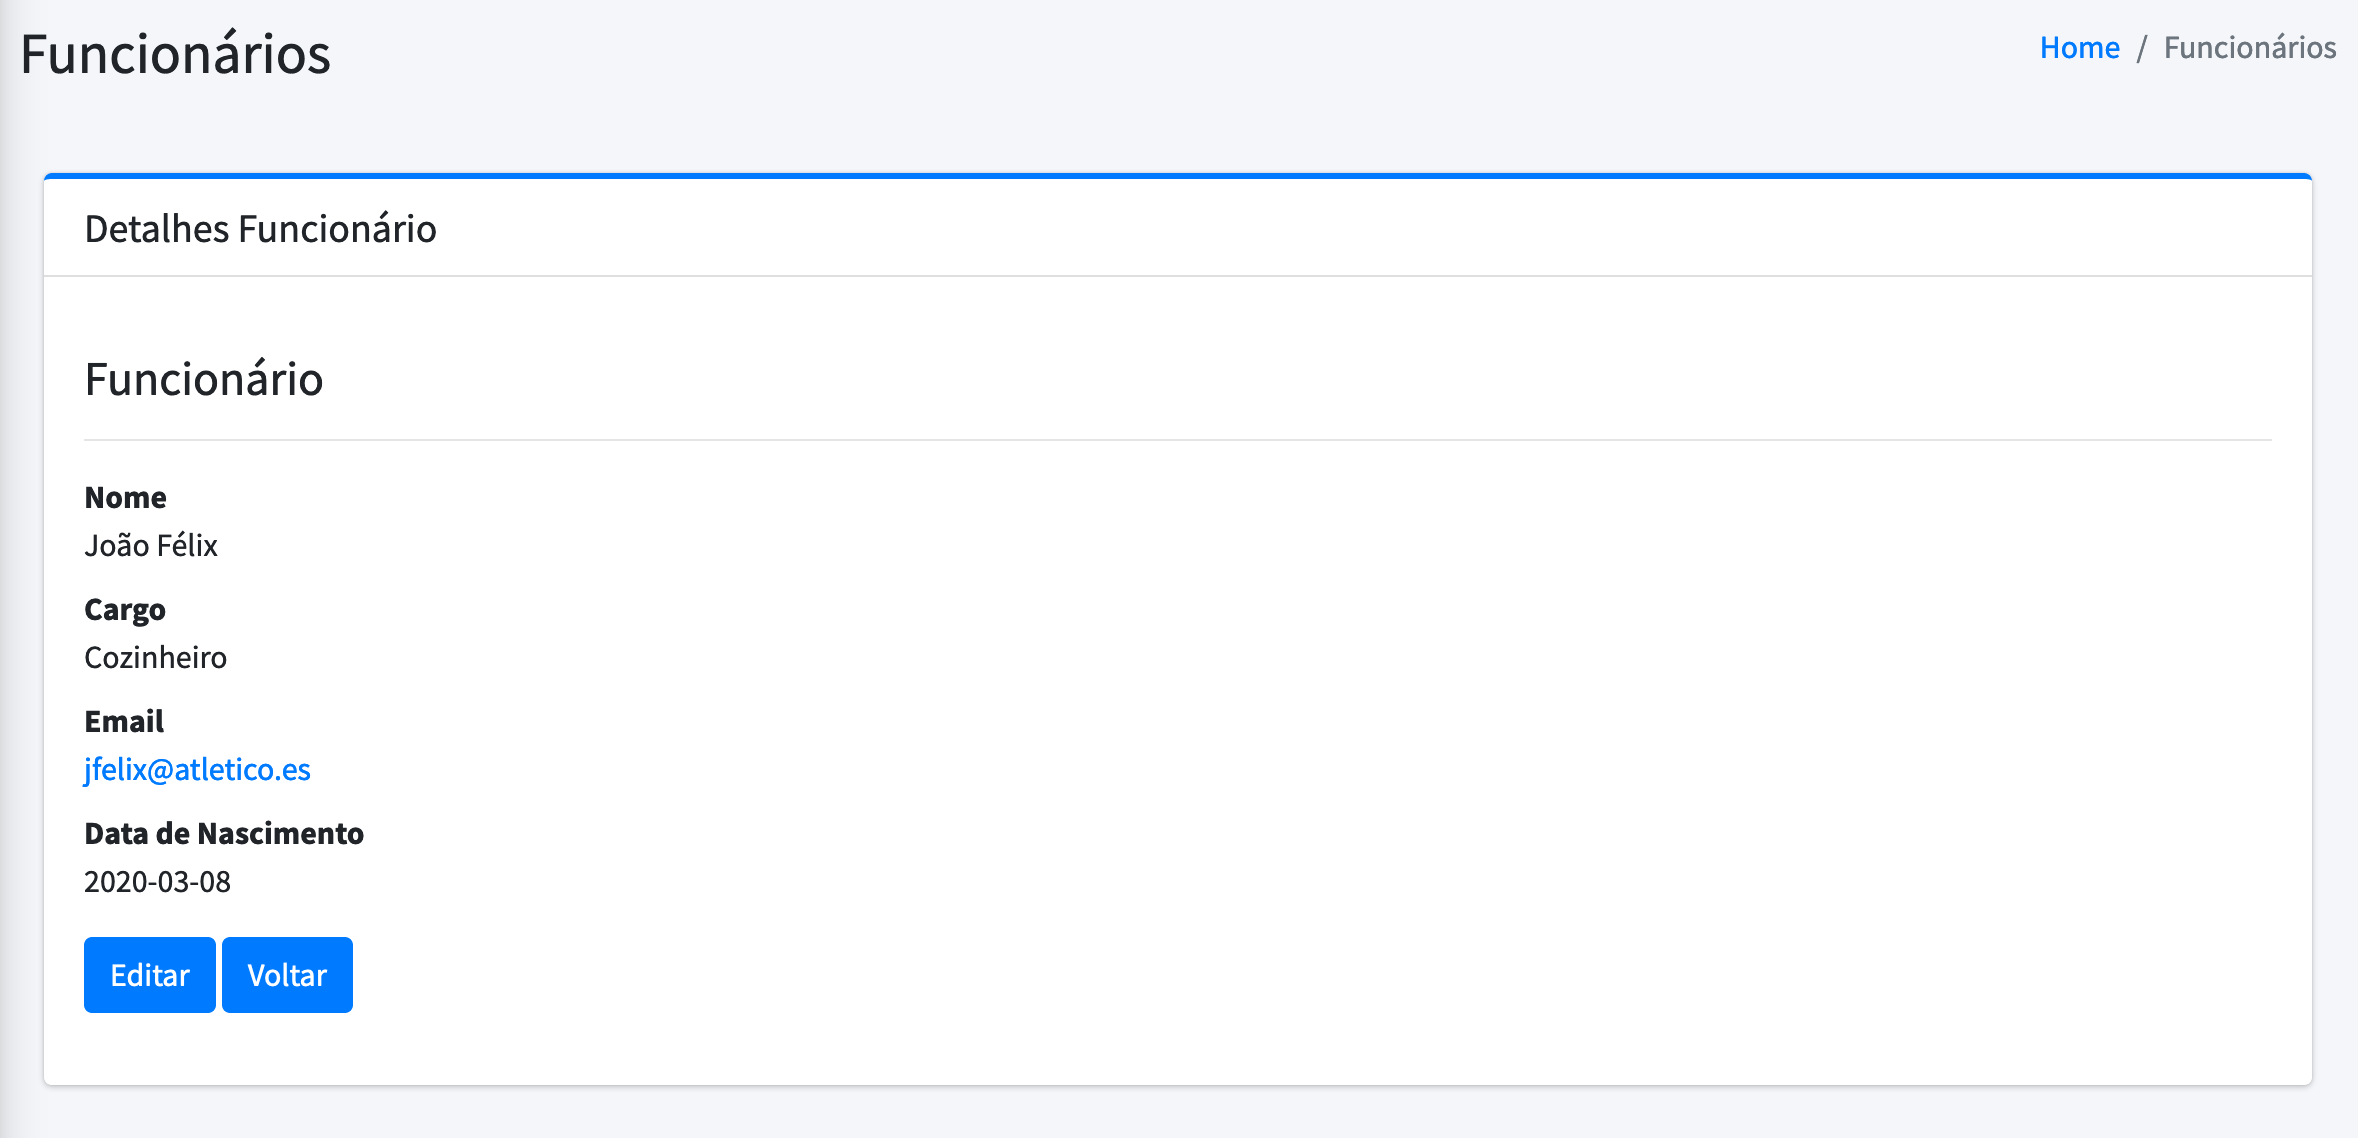 Funcionários
Home / Funcionários
Detalhes Funcionário
Funcionário
Nome
João Félix
Cargo
Cozinheiro
Email
jfelix@atletico.es
Data de Nascimento
2020-03-08
Editar Voltar